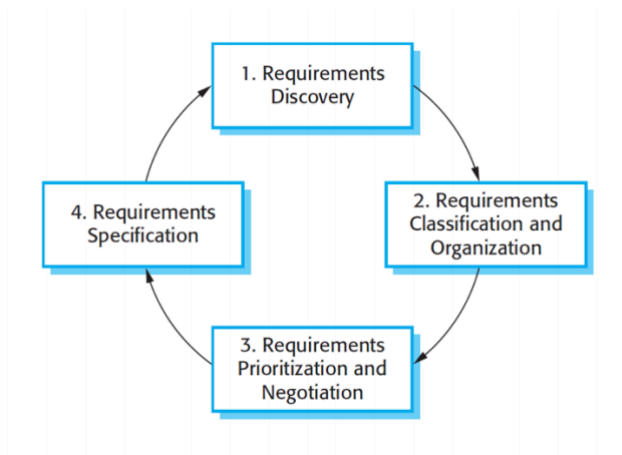 1. Requirements
Discovery
2. Requirements
Classification and
Organization
3. Requirements
Prioritization and
Negotiation
4. Requirements
Specification